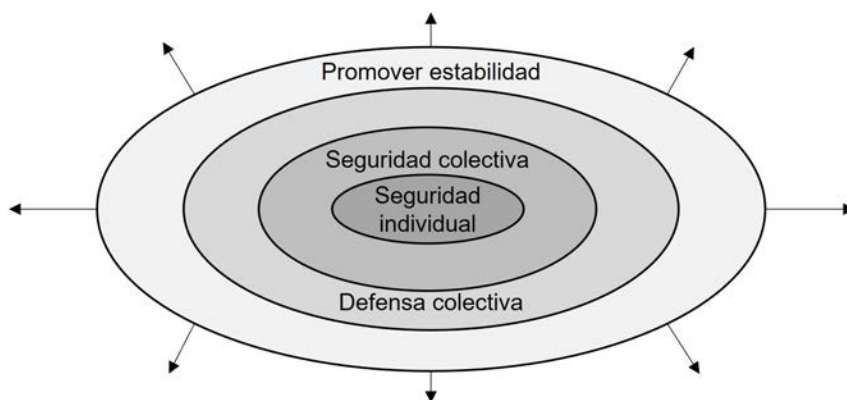 Promover estabilidad
Seguridad colectiva
Seguridad
individual
Defensa colectiva